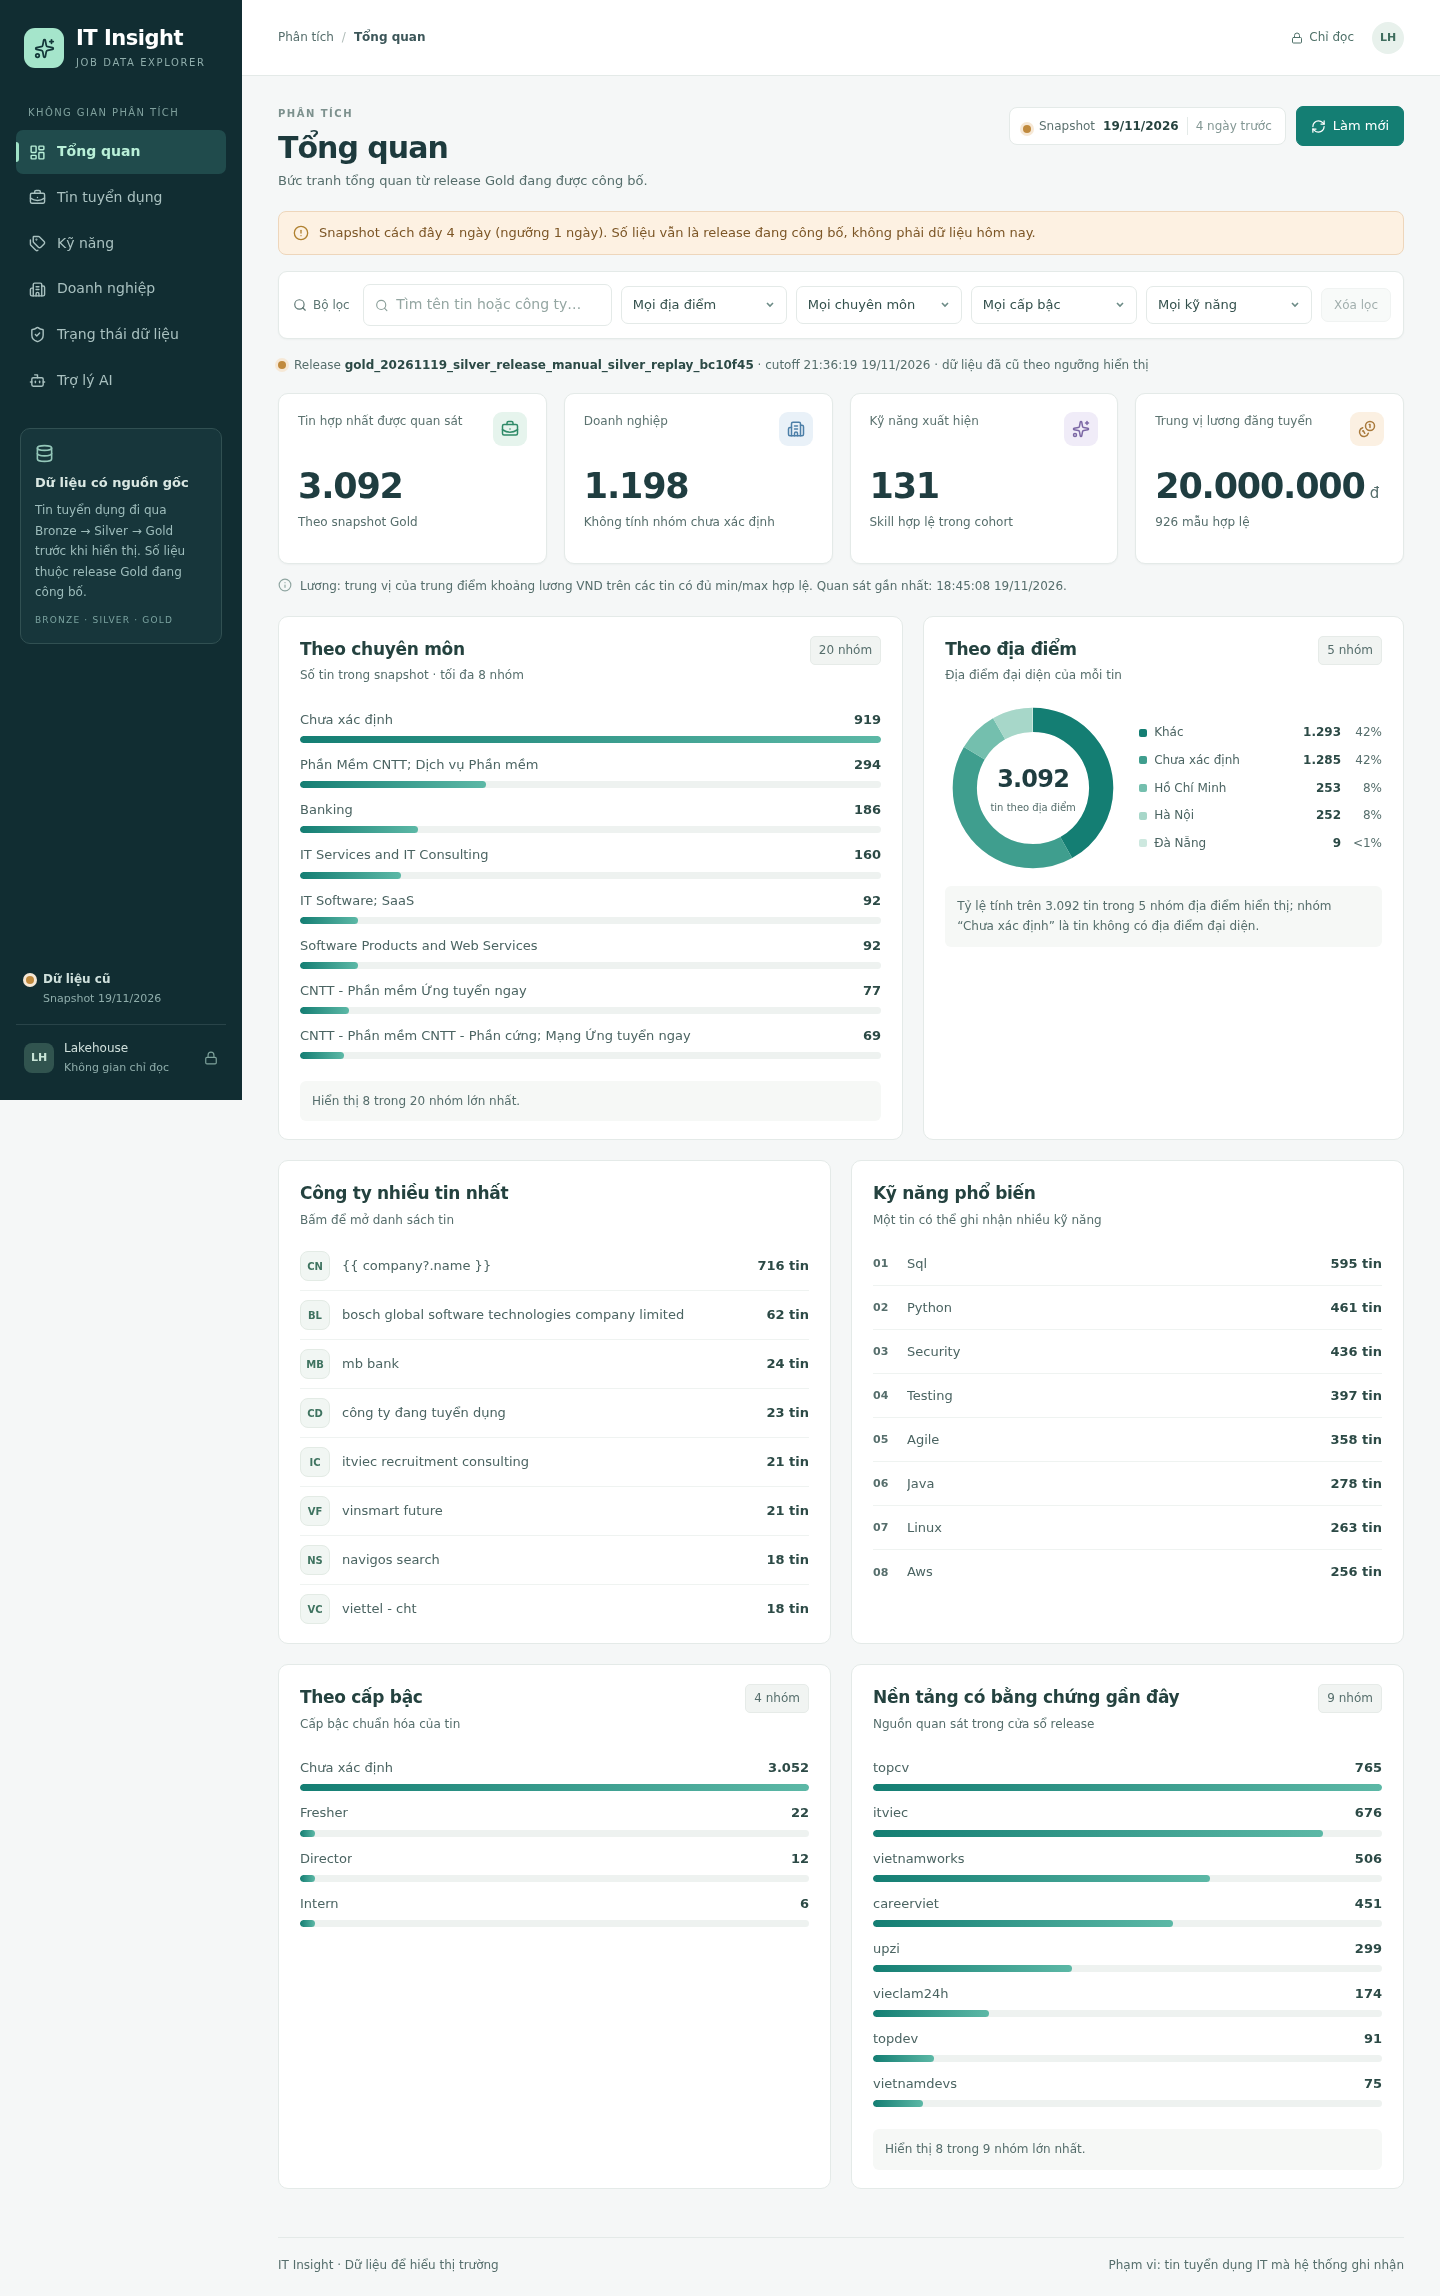 IT Insight
JOB DATA EXPLORER
KHÔNG GIAN PHÂN TÍCH
Tổng quan
Tin tuyển dụng
Kỹ năng
Doanh nghiệp
Trạng thái dữ liệu
Trợ lý AI
Dữ liệu có nguồn gốc
Tin tuyển dụng đi qua
Bronze → Silver → Gold
trước khi hiển thị. Số liệu
thuộc release Gold đang
công bố.
BRONZE · SILVER · GOLD
Dữ liệu cũ
Snapshot 19/11/2026
LH
Lakehouse
Không gian chỉ đọc
Phân tích / Tổng quan
Chỉ đọc
LH
PHÂN TÍCH
Tổng quan
Bức tranh tổng quan từ release Gold đang được công bố.
Snapshot 19/11/2026 4 ngày trước
Làm mới
Snapshot cách đây 4 ngày (ngưỡng 1 ngày). Số liệu vẫn là release đang công bố, không phải dữ liệu hôm nay.
Bộ lọc
Tìm tên tin hoặc công ty…
Mọi địa điểm
Mọi chuyên môn
Mọi cấp bậc
Mọi kỹ năng
Xóa lọc
Release gold_20261119_silver_release_manual_silver_replay_bc10f45 · cutoff 21:36:19 19/11/2026 · dữ liệu đã cũ theo ngưỡng hiển thị
Tin hợp nhất được quan sát
3.092
Theo snapshot Gold
Doanh nghiệp
1.198
Không tính nhóm chưa xác định
Kỹ năng xuất hiện
131
Skill hợp lệ trong cohort
Trung vị lương đăng tuyển
20.000.000 đ
926 mẫu hợp lệ
Lương: trung vị của trung điểm khoảng lương VND trên các tin có đủ min/max hợp lệ. Quan sát gần nhất: 18:45:08 19/11/2026.
Theo chuyên môn
20 nhóm
Số tin trong snapshot · tối đa 8 nhóm
Chưa xác định 919
Phần Mềm CNTT; Dịch vụ Phần mềm 294
Banking 186
IT Services and IT Consulting 160
IT Software; SaaS 92
Software Products and Web Services 92
CNTT - Phần mềm Ứng tuyển ngay 77
CNTT - Phần mềm CNTT - Phần cứng; Mạng Ứng tuyển ngay 69
Hiển thị 8 trong 20 nhóm lớn nhất.
Theo địa điểm
5 nhóm
Địa điểm đại diện của mỗi tin
3.092
tin theo địa điểm
Khác 1.293 42%
Chưa xác định 1.285 42%
Hồ Chí Minh 253 8%
Hà Nội 252 8%
Đà Nẵng 9 <1%
Tỷ lệ tính trên 3.092 tin trong 5 nhóm địa điểm hiển thị; nhóm
“Chưa xác định” là tin không có địa điểm đại diện.
Công ty nhiều tin nhất
Bấm để mở danh sách tin
CN {{ company?.name }} 716 tin
BL bosch global software technologies company limited 62 tin
MB mb bank 24 tin
CD công ty đang tuyển dụng 23 tin
IC itviec recruitment consulting 21 tin
VF vinsmart future 21 tin
NS navigos search 18 tin
VC viettel - cht 18 tin
Kỹ năng phổ biến
Một tin có thể ghi nhận nhiều kỹ năng
01 Sql 595 tin
02 Python 461 tin
03 Security 436 tin
04 Testing 397 tin
05 Agile 358 tin
06 Java 278 tin
07 Linux 263 tin
08 Aws 256 tin
Theo cấp bậc
4 nhóm
Cấp bậc chuẩn hóa của tin
Chưa xác định 3.052
Fresher 22
Director 12
Intern 6
Nền tảng có bằng chứng gần đây
9 nhóm
Nguồn quan sát trong cửa sổ release
topcv 765
itviec 676
vietnamworks 506
careerviet 451
upzi 299
vieclam24h 174
topdev 91
vietnamdevs 75
Hiển thị 8 trong 9 nhóm lớn nhất.
IT Insight · Dữ liệu để hiểu thị trường
Phạm vi: tin tuyển dụng IT mà hệ thống ghi nhận